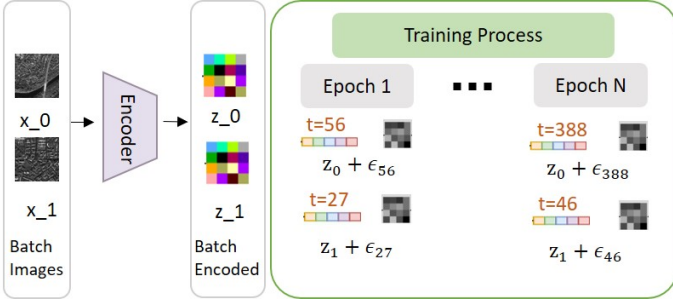 x_0
x_1
Batch
Images
Encoder
z_0
z_1
Batch
Encoded
Training Process
Epoch 1
▪▪▪
Epoch N
t=56
z₀ + ϵ₅₆
t=27
z₁ + ϵ₂₇
t=388
z₀ + ϵ₃₈₈
t=46
z₁ + ϵ₄₆